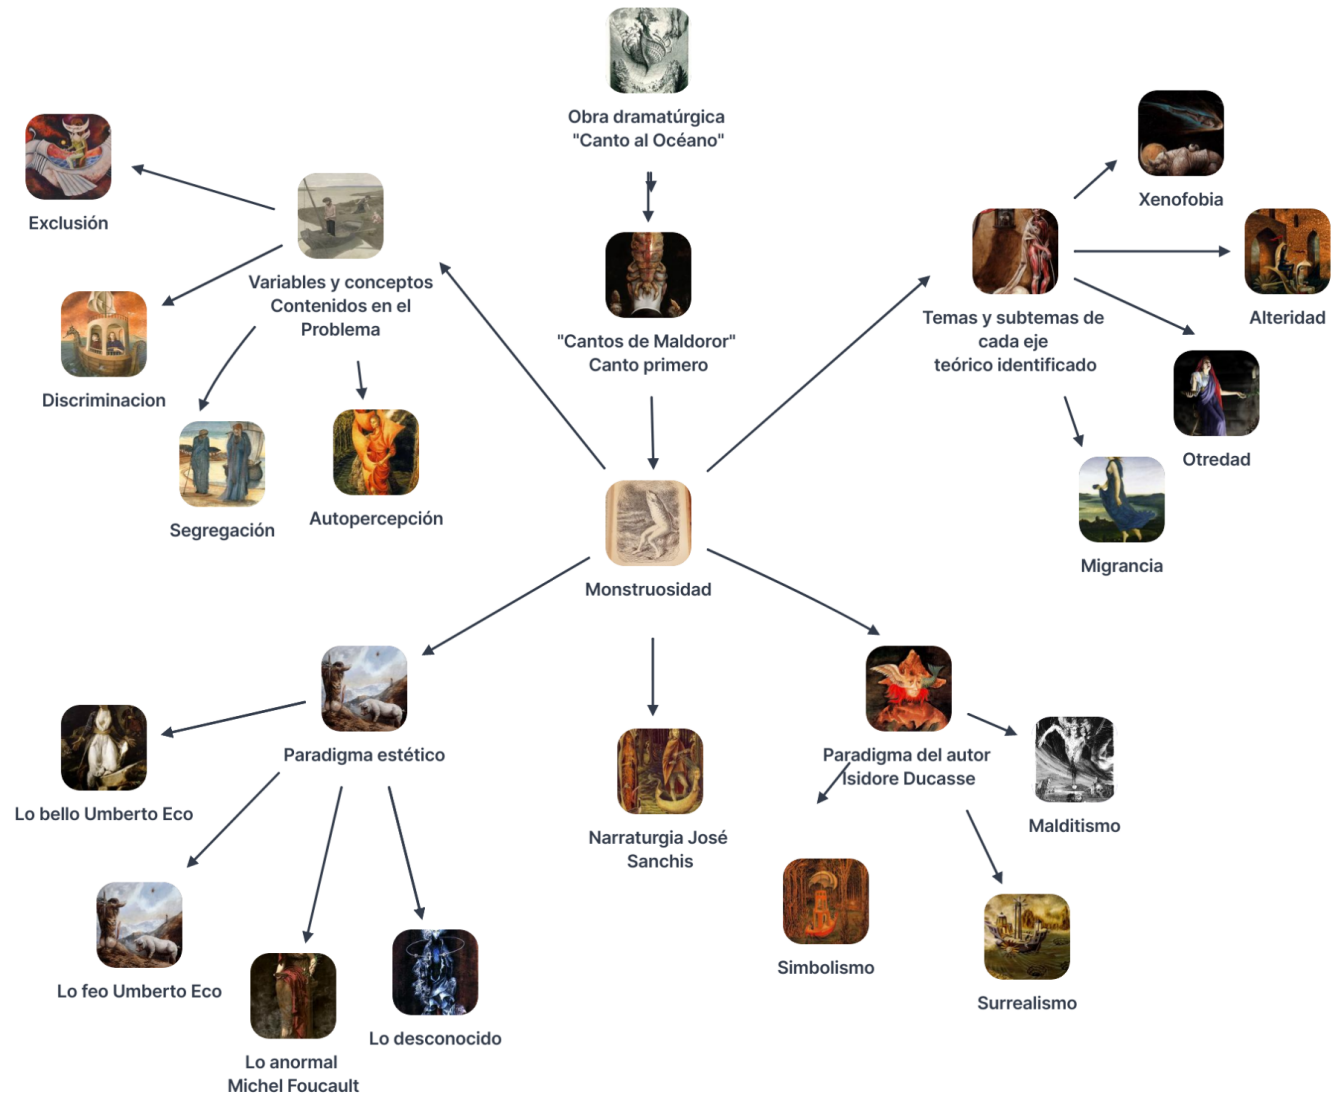 Obra dramatúrgica
"Canto al Océano"
Exclusión
Xenofobia
Variables y conceptos
Contenidos en el
Problema
"Cantos de Maldoror"
Canto primero
Temas y subtemas de
cada eje
teórico identificado
Alteridad
Discriminacion
Otredad
Segregación
Autopercepción
Migrancia
Monstruosidad
Paradigma estético
Paradigma del autor
Isidore Ducasse
Lo bello Umberto Eco
Narraturgia José
Sanchis
Malditismo
Lo feo Umberto Eco
Simbolismo
Surrealismo
Lo desconocido
Lo anormal
Michel Foucault